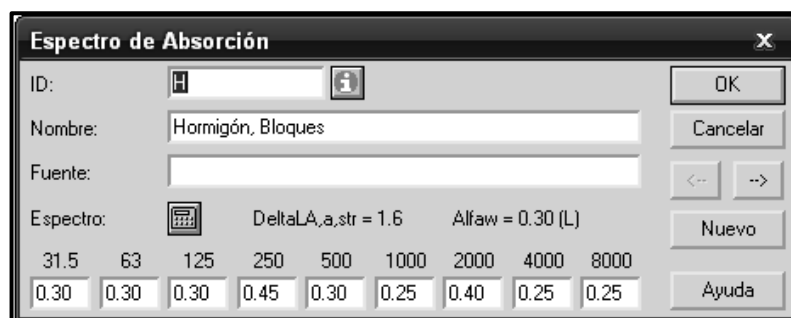 Espectro de Absorción x
ID: H i OK
Nombre: Hormigón, Bloques Cancelar
Fuente: <-- -->
Espectro: DeltaLA,a,str = 1.6 Alfaw = 0.30 (L) Nuevo
31.5 63 125 250 500 1000 2000 4000 8000
0.30 0.30 0.30 0.45 0.30 0.25 0.40 0.25 0.25 Ayuda